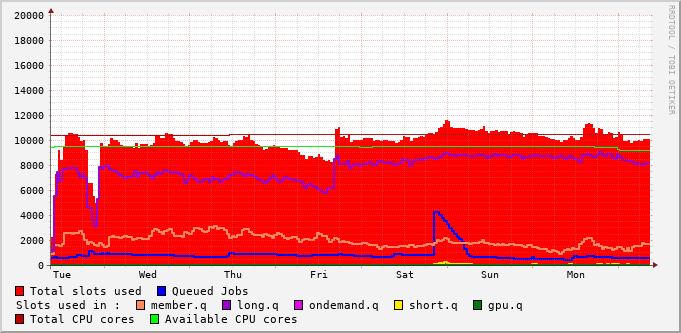 20000
18000
16000
14000
12000
10000
8000
6000
4000
2000
0
Tue Wed Thu Fri Sat Sun Mon
Total slots used Queued Jobs
Slots used in : member.q long.q ondemand.q short.q gpu.q
Total CPU cores Available CPU cores
RRDTOOL / TOBI OETIKER